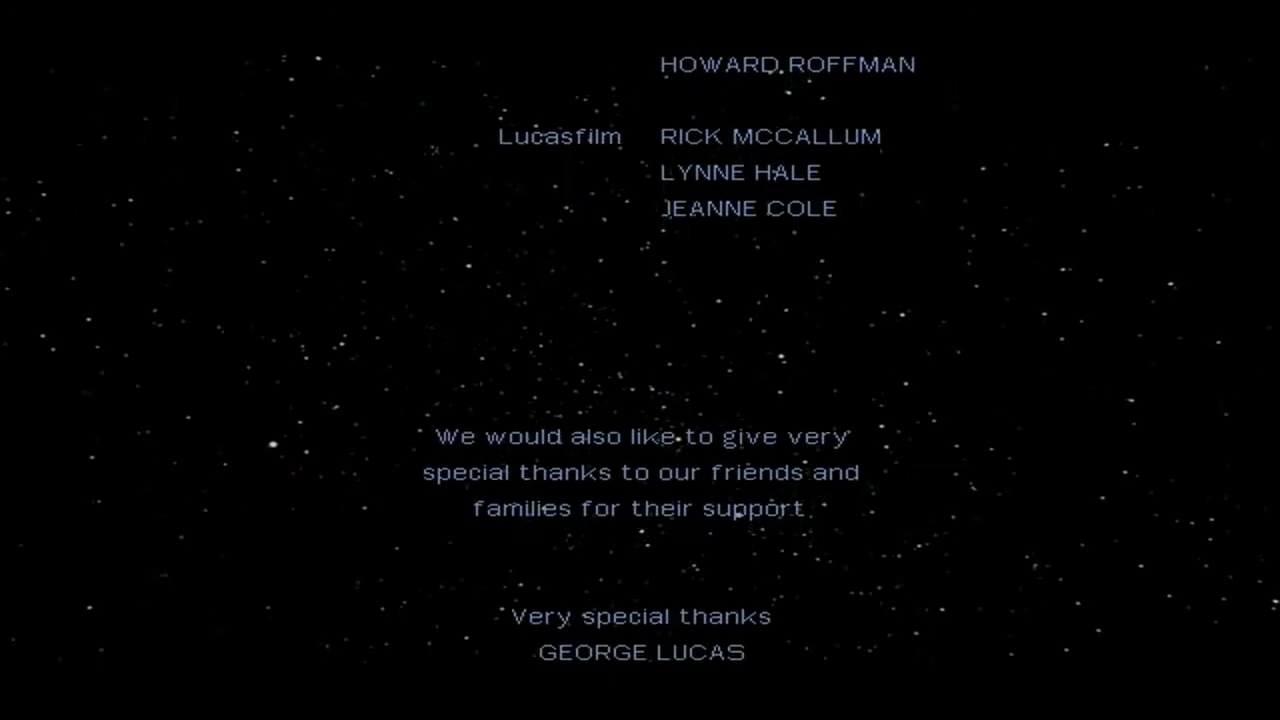 HOWARD ROFFMAN
Lucasfilm RICK MCCALLUM
LYNNE HALE
JEANNE COLE
We would also like to give very
special thanks to our friends and
families for their support
Very special thanks
GEORGE LUCAS